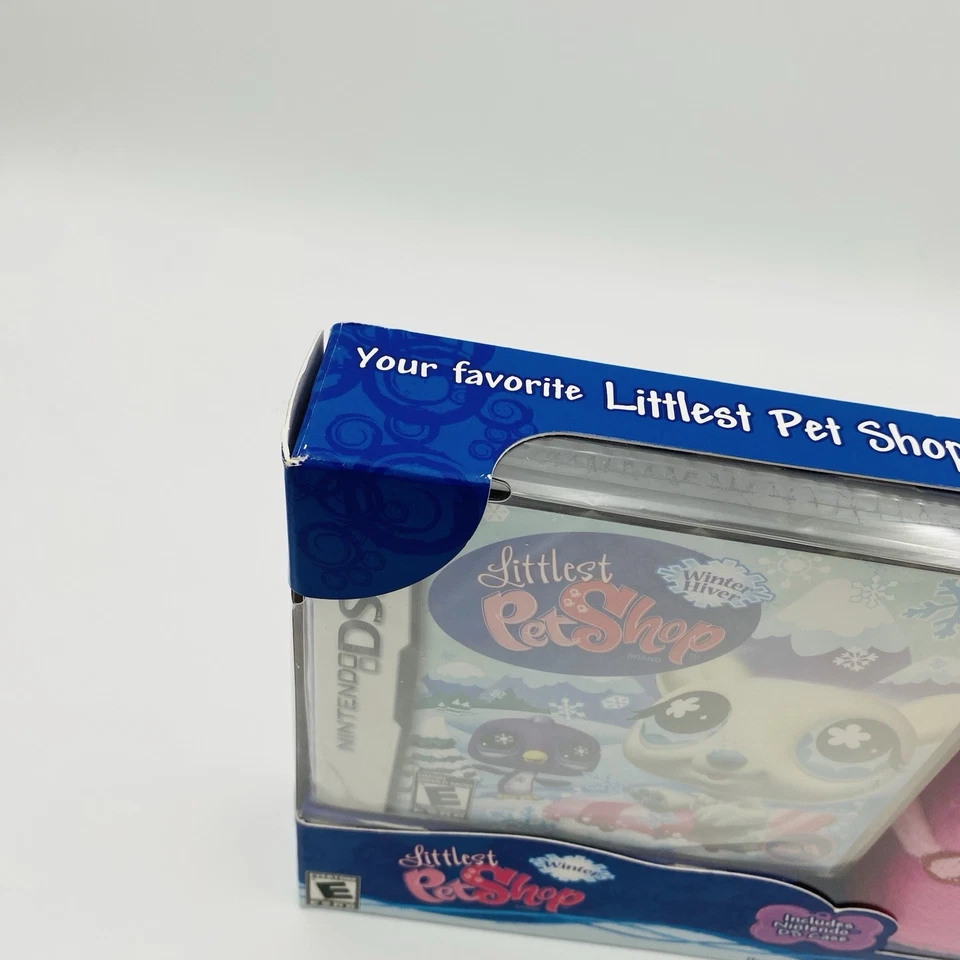 Your favorite Littlest Pet Shop
NINTENDO DS
Littlest
PetShop
Winter
Hiver
E
Littlest
PetShop
Winter
E
Includes
Nintendo
DS Case